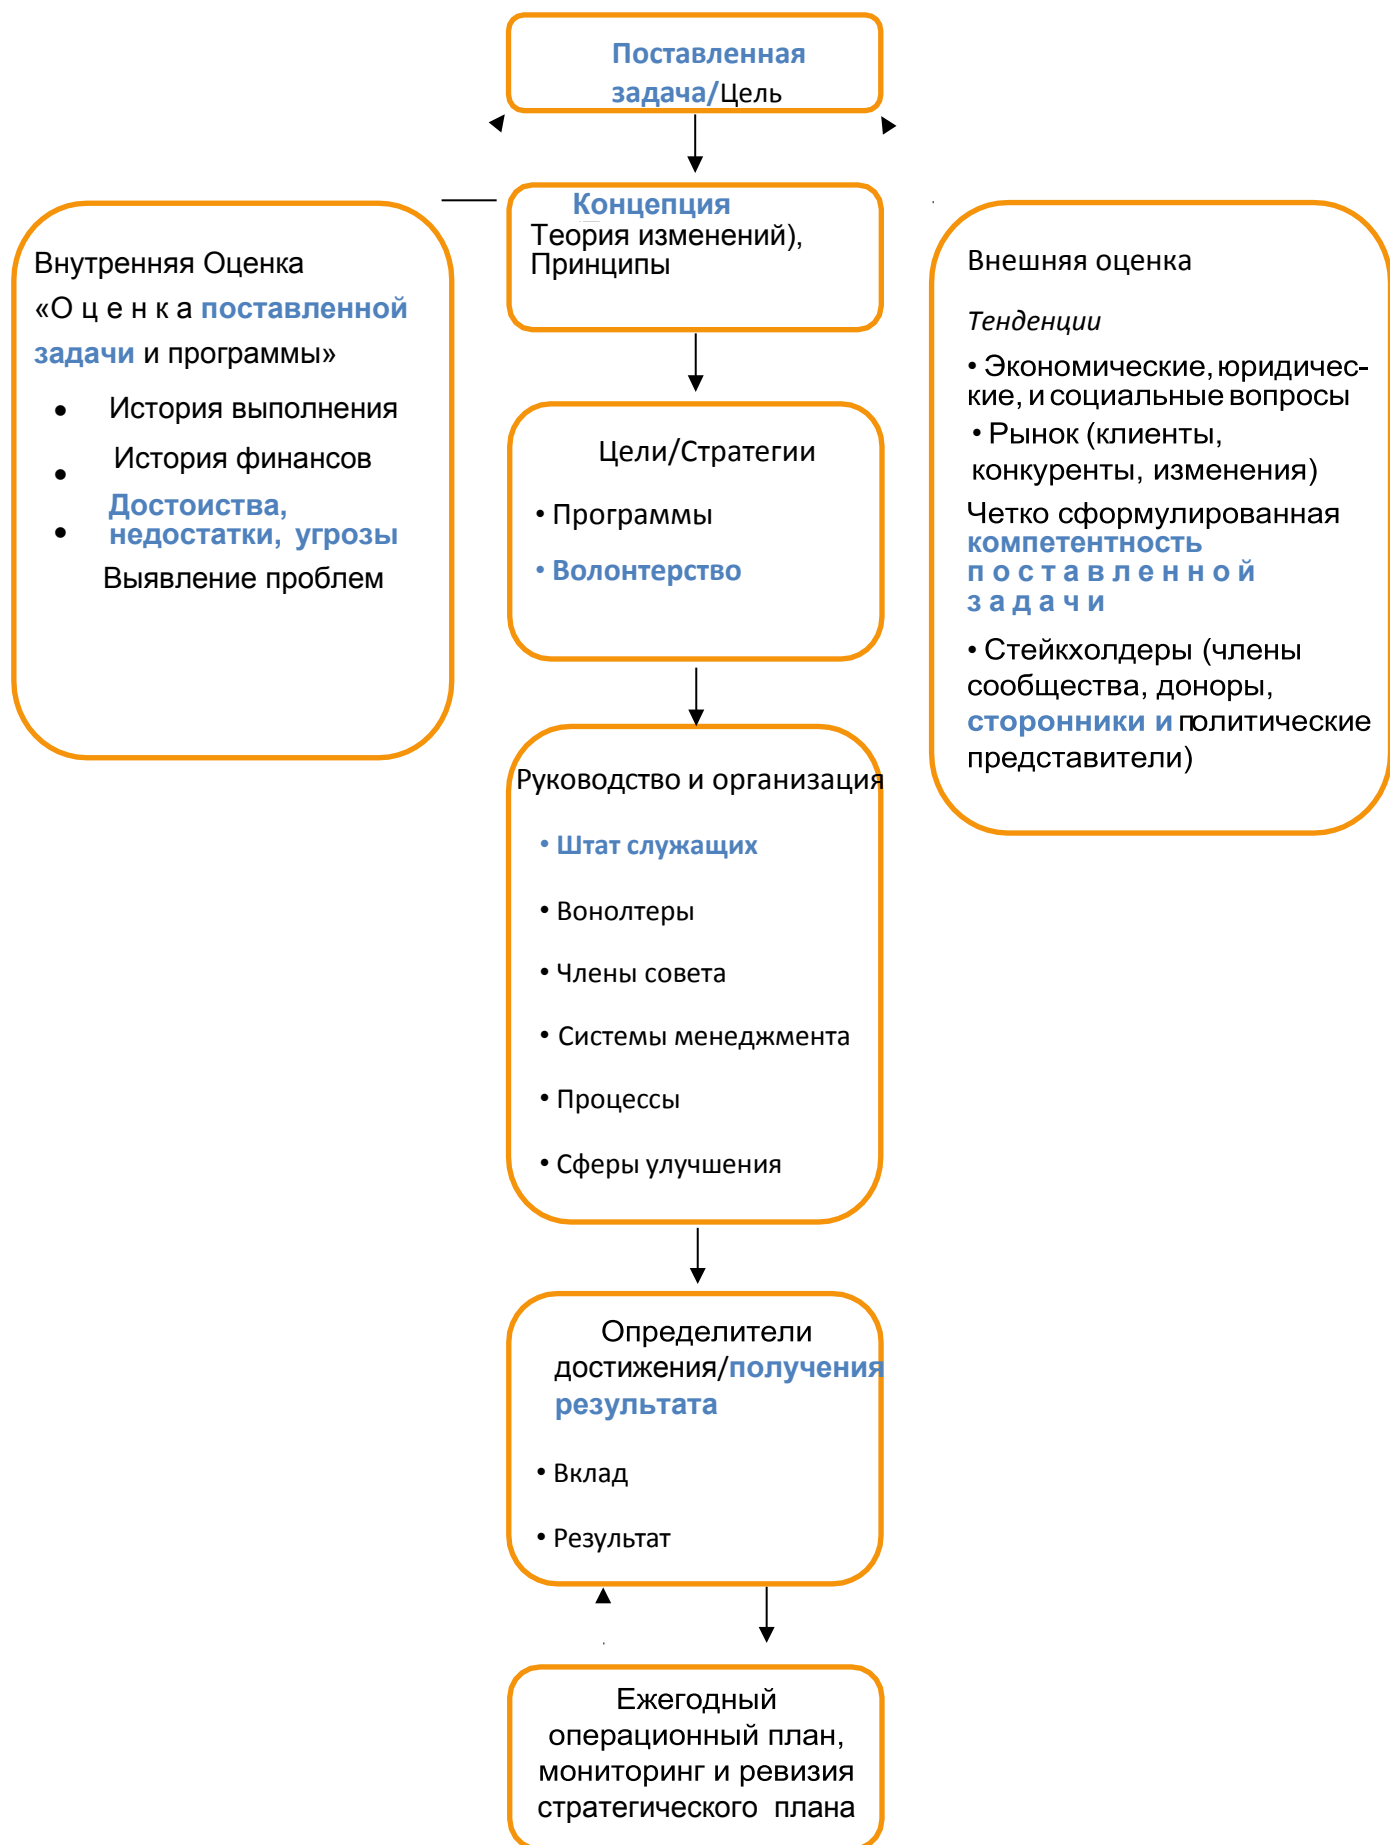 Поставленная
задача/Цель
Концепция
Теория изменений),
Принципы
Внутренняя Оценка
«О ц е н к а поставленной
задачи и программы»
• История выполнения
• История финансов
• Достоиства,
недостатки, угрозы
Выявление проблем
Внешняя оценка
Тенденции
• Экономические, юридичес-
кие, и социальные вопросы
• Рынок (клиенты,
конкуренты, изменения)
Четко сформулированная
компетентность
п о с т а в л е н н о й
з а д а ч и
• Стейкхолдеры (члены
сообщества, доноры,
сторонники и политические
представители)
Цели/Стратегии
• Программы
• Волонтерство
Руководство и организация
• Штат служащих
• Вонолтеры
• Члены совета
• Системы менеджмента
• Процессы
• Сферы улучшения
Определители
достижения/получения
результата
• Вклад
• Результат
Ежегодный
операционный план,
мониторинг и ревизия
стратегического плана